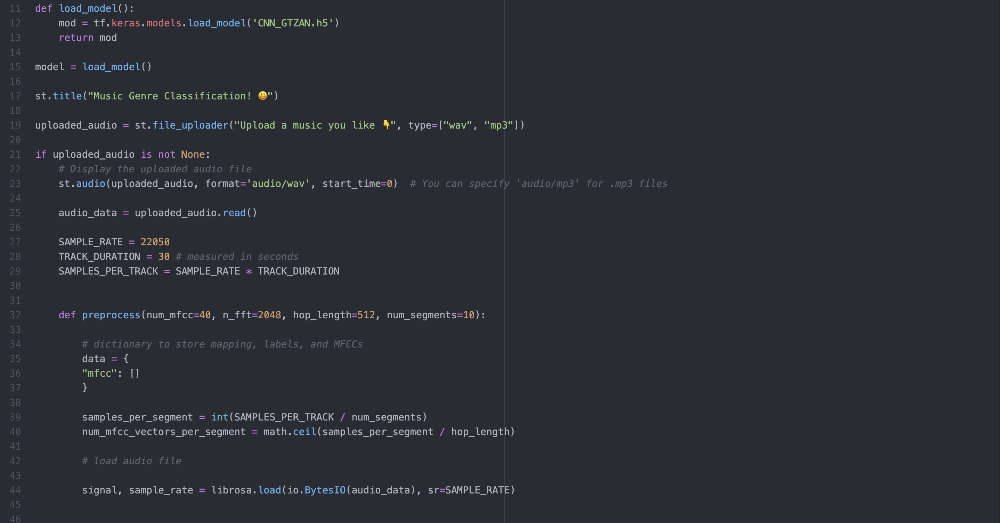 11 def load_model():
12     mod = tf.keras.models.load_model('CNN_GTZAN.h5')
13     return mod
14
15 model = load_model()
16
17 st.title("Music Genre Classification! 😃")
18
19 uploaded_audio = st.file_uploader("Upload a music you like 👇", type=["wav", "mp3"])
20
21 if uploaded_audio is not None:
22     # Display the uploaded audio file
23     st.audio(uploaded_audio, format='audio/wav', start_time=0)  # You can specify 'audio/mp3' for .mp3 files
24
25     audio_data = uploaded_audio.read()
26
27     SAMPLE_RATE = 22050
28     TRACK_DURATION = 30 # measured in seconds
29     SAMPLES_PER_TRACK = SAMPLE_RATE * TRACK_DURATION
30
31
32     def preprocess(num_mfcc=40, n_fft=2048, hop_length=512, num_segments=10):
33
34         # dictionary to store mapping, labels, and MFCCs
35         data = {
36         "mfcc": []
37         }
38
39         samples_per_segment = int(SAMPLES_PER_TRACK / num_segments)
40         num_mfcc_vectors_per_segment = math.ceil(samples_per_segment / hop_length)
41
42         # load audio file
43
44         signal, sample_rate = librosa.load(io.BytesIO(audio_data), sr=SAMPLE_RATE)
45
46